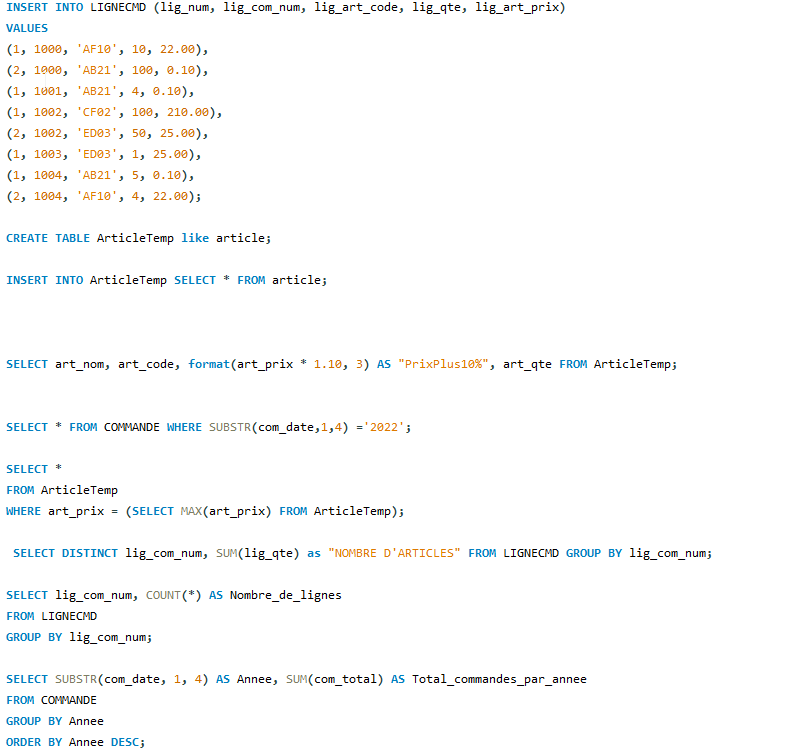 INSERT INTO LIGNECMD (lig_num, lig_com_num, lig_art_code, lig_qte, lig_art_prix)
VALUES
(1, 1000, 'AF10', 10, 22.00),
(2, 1000, 'AB21', 100, 0.10),
(1, 1001, 'AB21', 4, 0.10),
(1, 1002, 'CF02', 100, 210.00),
(2, 1002, 'ED03', 50, 25.00),
(1, 1003, 'ED03', 1, 25.00),
(1, 1004, 'AB21', 5, 0.10),
(2, 1004, 'AF10', 4, 22.00);
CREATE TABLE ArticleTemp like article;
INSERT INTO ArticleTemp SELECT * FROM article;
SELECT art_nom, art_code, format(art_prix * 1.10, 3) AS "PrixPlus10%", art_qte FROM ArticleTemp;
SELECT * FROM COMMANDE WHERE SUBSTR(com_date,1,4) ='2022';
SELECT *
FROM ArticleTemp
WHERE art_prix = (SELECT MAX(art_prix) FROM ArticleTemp);
SELECT DISTINCT lig_com_num, SUM(lig_qte) as "NOMBRE D'ARTICLES" FROM LIGNECMD GROUP BY lig_com_num;
SELECT lig_com_num, COUNT(*) AS Nombre_de_lignes
FROM LIGNECMD
GROUP BY lig_com_num;
SELECT SUBSTR(com_date, 1, 4) AS Annee, SUM(com_total) AS Total_commandes_par_annee
FROM COMMANDE
GROUP BY Annee
ORDER BY Annee DESC;